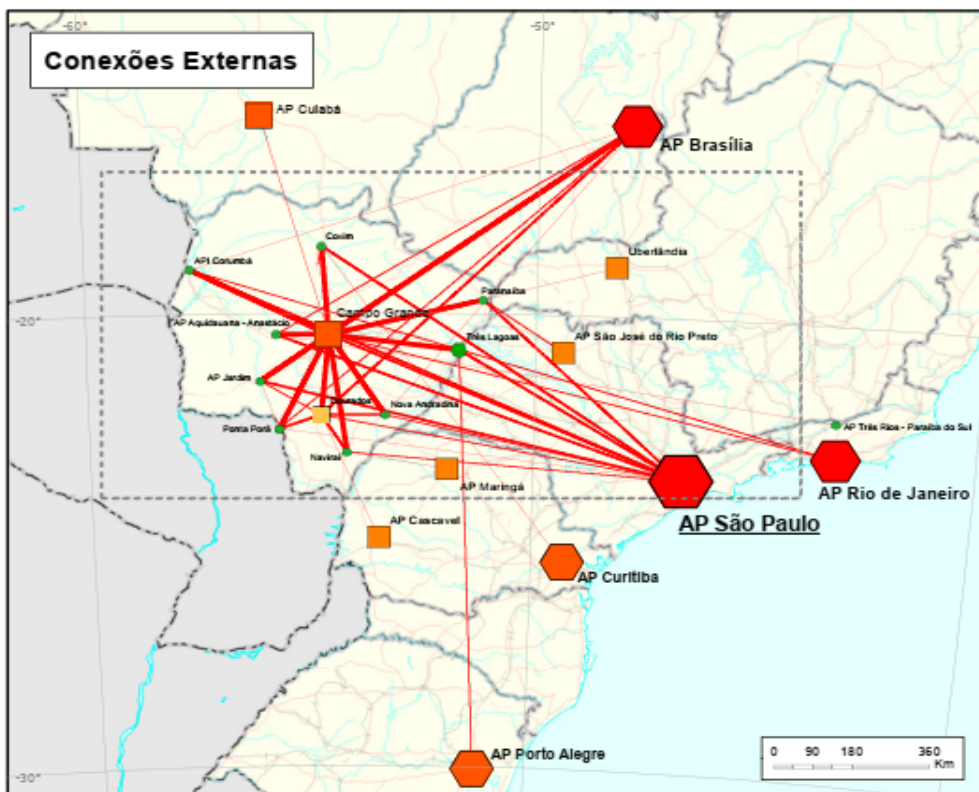 -60°
-50°
Conexões Externas
AP Cuiabá
AP Brasília
Coxim
Uberlândia
API Corumbá
Paranaíba
Campo Grande
-20°
AP Aquidauana - Anastácio
Três Lagoas
AP São José do Rio Preto
AP Jardim
Dourados
Nova Andradina
AP Três Rios - Paraíba do Sul
Ponta Porã
Naviraí
AP Maringá
AP Rio de Janeiro
AP São Paulo
AP Cascavel
AP Curitiba
AP Porto Alegre
0 90 180 360
Km
-30°